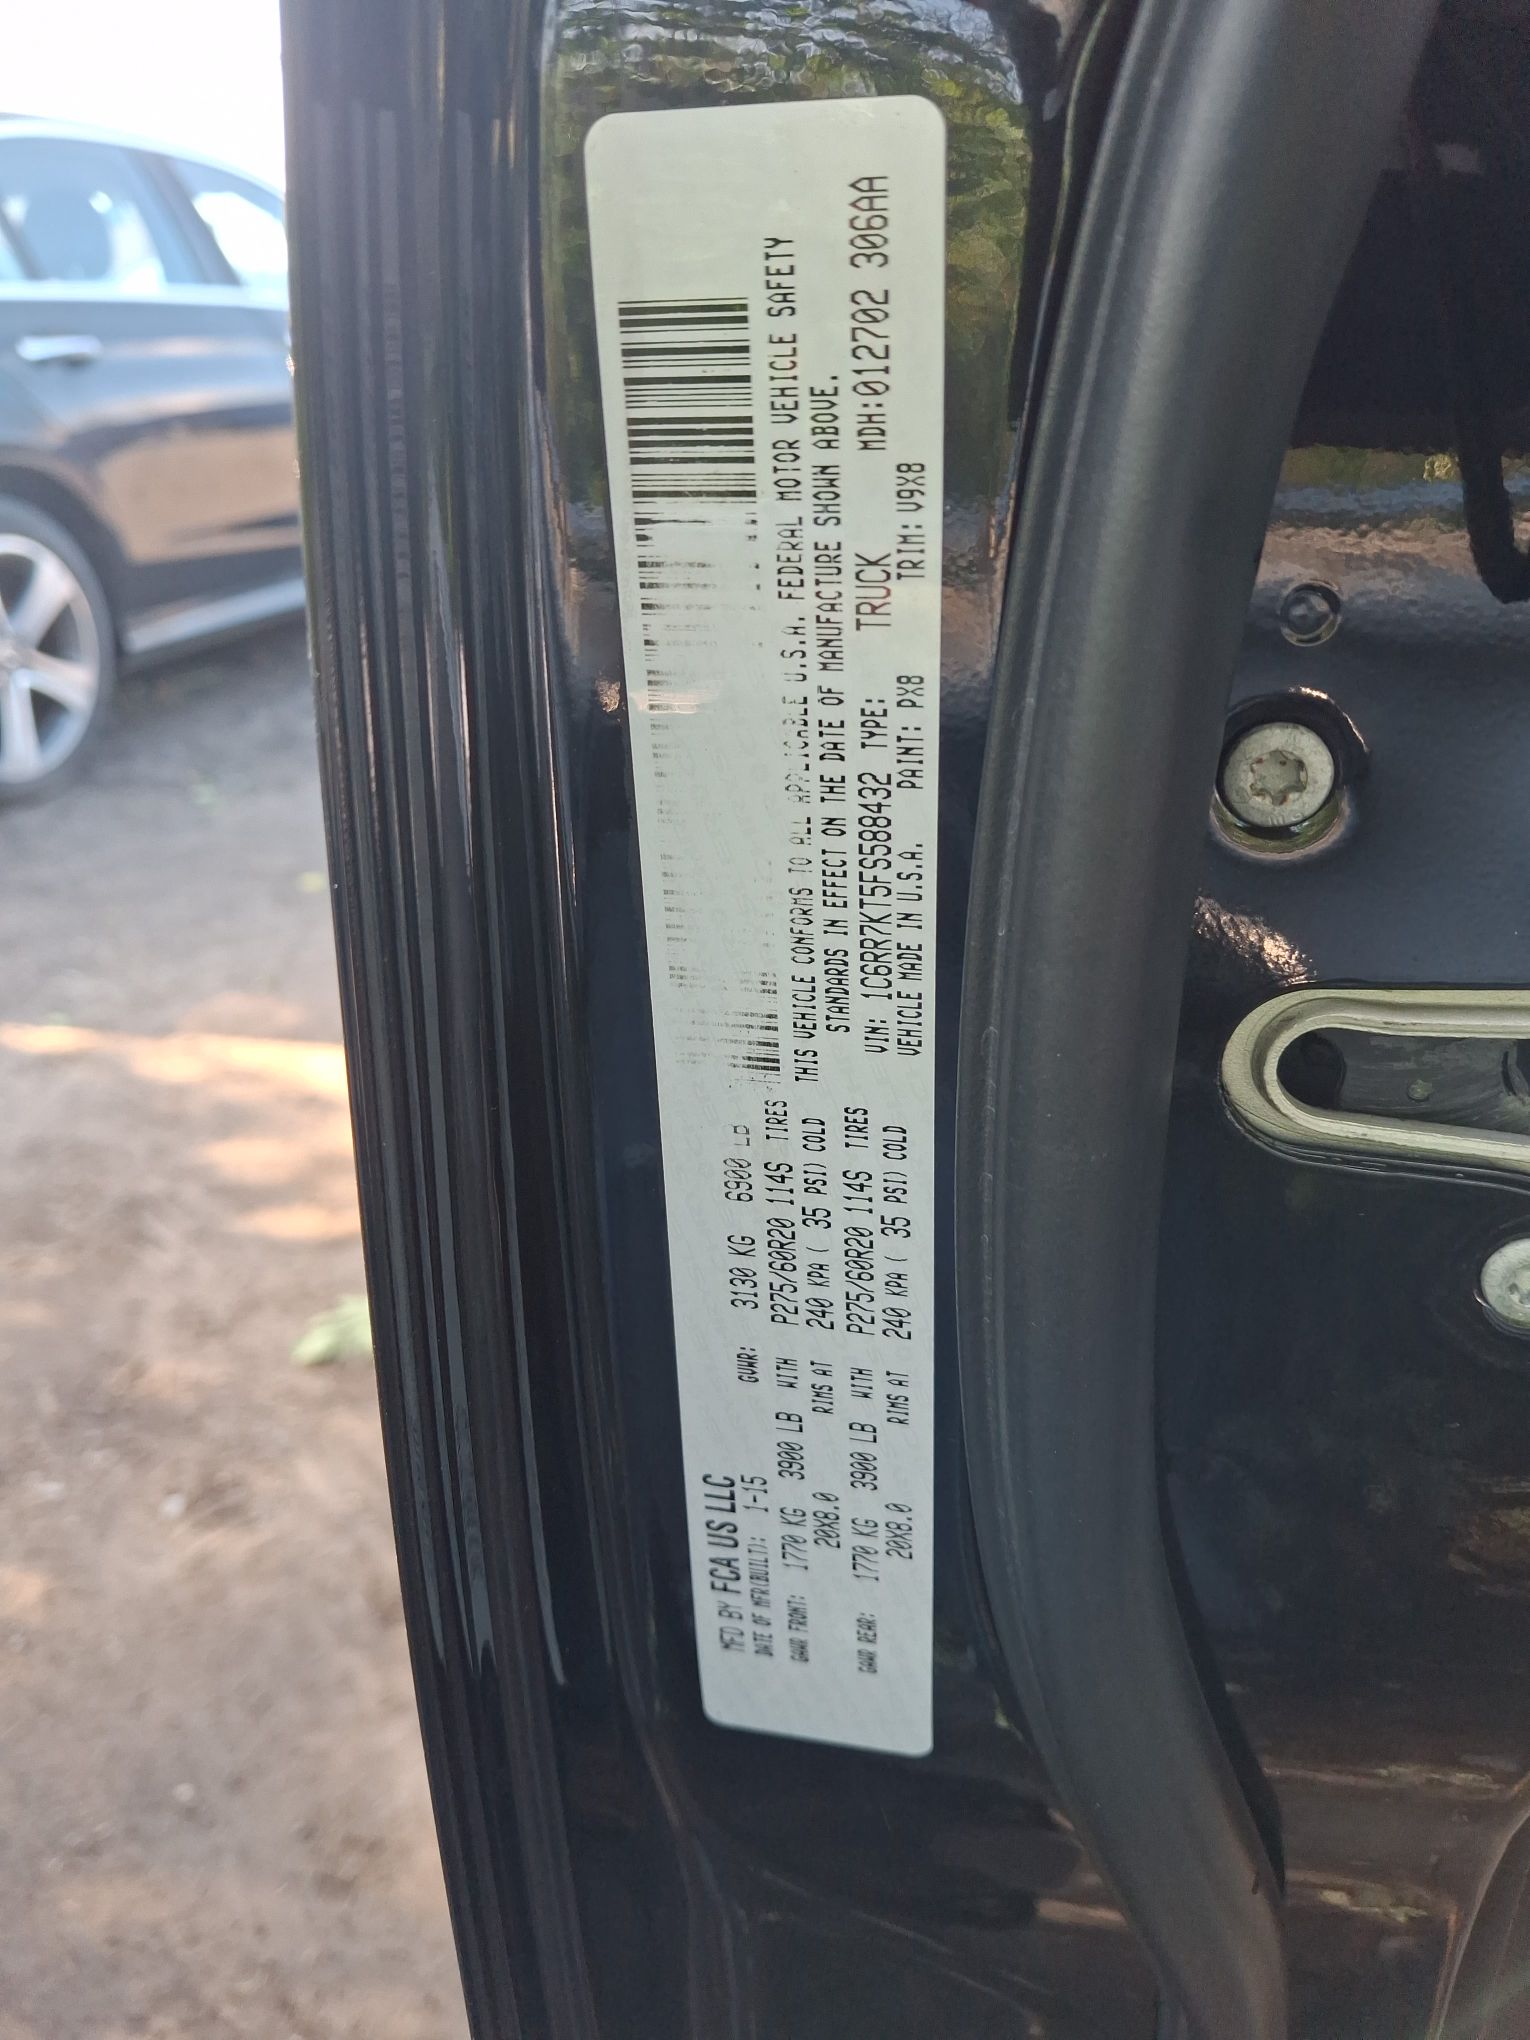 MFD BY FCA US LLC
DATE OF MFR(BUILT): 1-15
GVWR: 3130 KG 6900 LB
GAWR FRONT: 1770 KG 3900 LB WITH P275/60R20 114S TIRES
20X8.0 RIMS AT 240 KPA ( 35 PSI) COLD
GAWR REAR: 1770 KG 3900 LB WITH P275/60R20 114S TIRES
20X8.0 RIMS AT 240 KPA ( 35 PSI) COLD
THIS VEHICLE CONFORMS TO ALL APPLICABLE U.S.A. FEDERAL MOTOR VEHICLE SAFETY
STANDARDS IN EFFECT ON THE DATE OF MANUFACTURE SHOWN ABOVE.
VIN: 1C6RR7KT5FS588432 TYPE: TRUCK MDH:012702 306AA
VEHICLE MADE IN U.S.A. PAINT: PX8 TRIM: V9X8